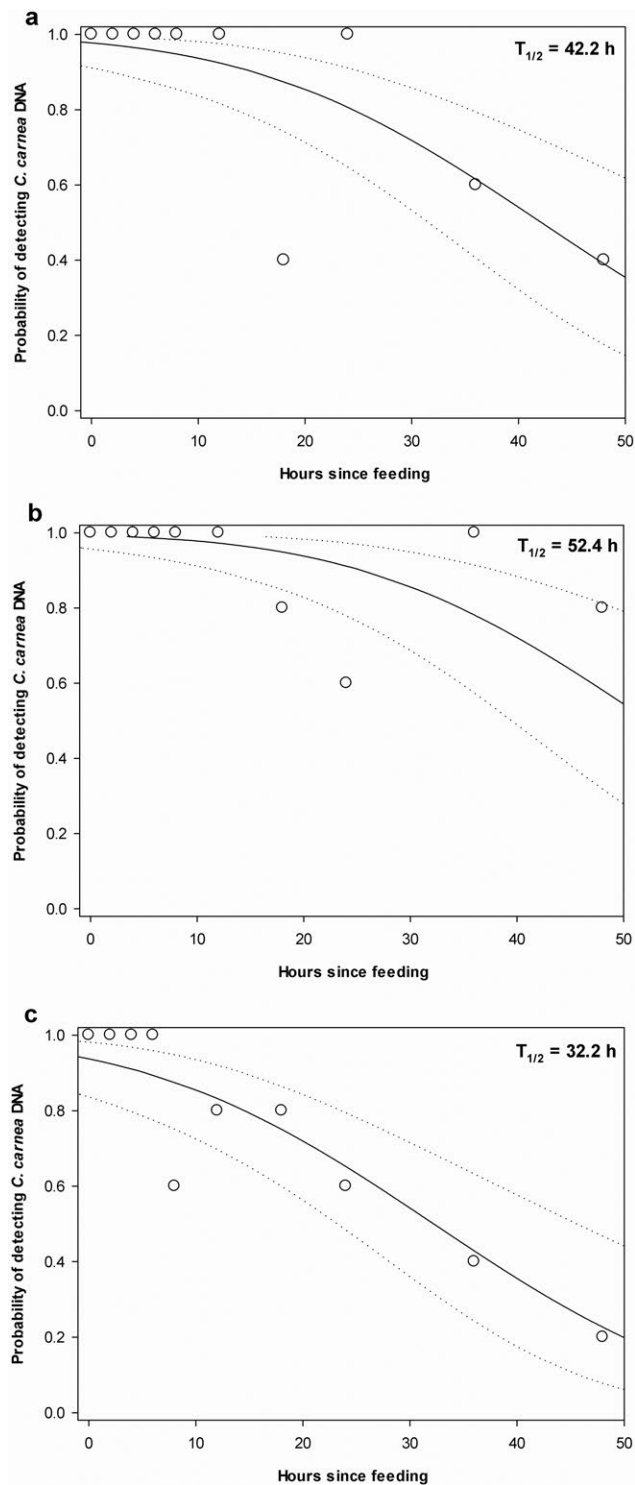 a
T1/2 = 42.2 h
1.0
0.8
0.6
0.4
0.2
0.0
Probability of detecting C. carnea DNA
0 10 20 30 40 50
Hours since feeding
b
T1/2 = 52.4 h
1.0
0.8
0.6
0.4
0.2
0.0
Probability of detecting C. carnea DNA
0 10 20 30 40 50
Hours since feeding
c
T1/2 = 32.2 h
1.0
0.8
0.6
0.4
0.2
0.0
Probability of detecting C. carnea DNA
0 10 20 30 40 50
Hours since feeding